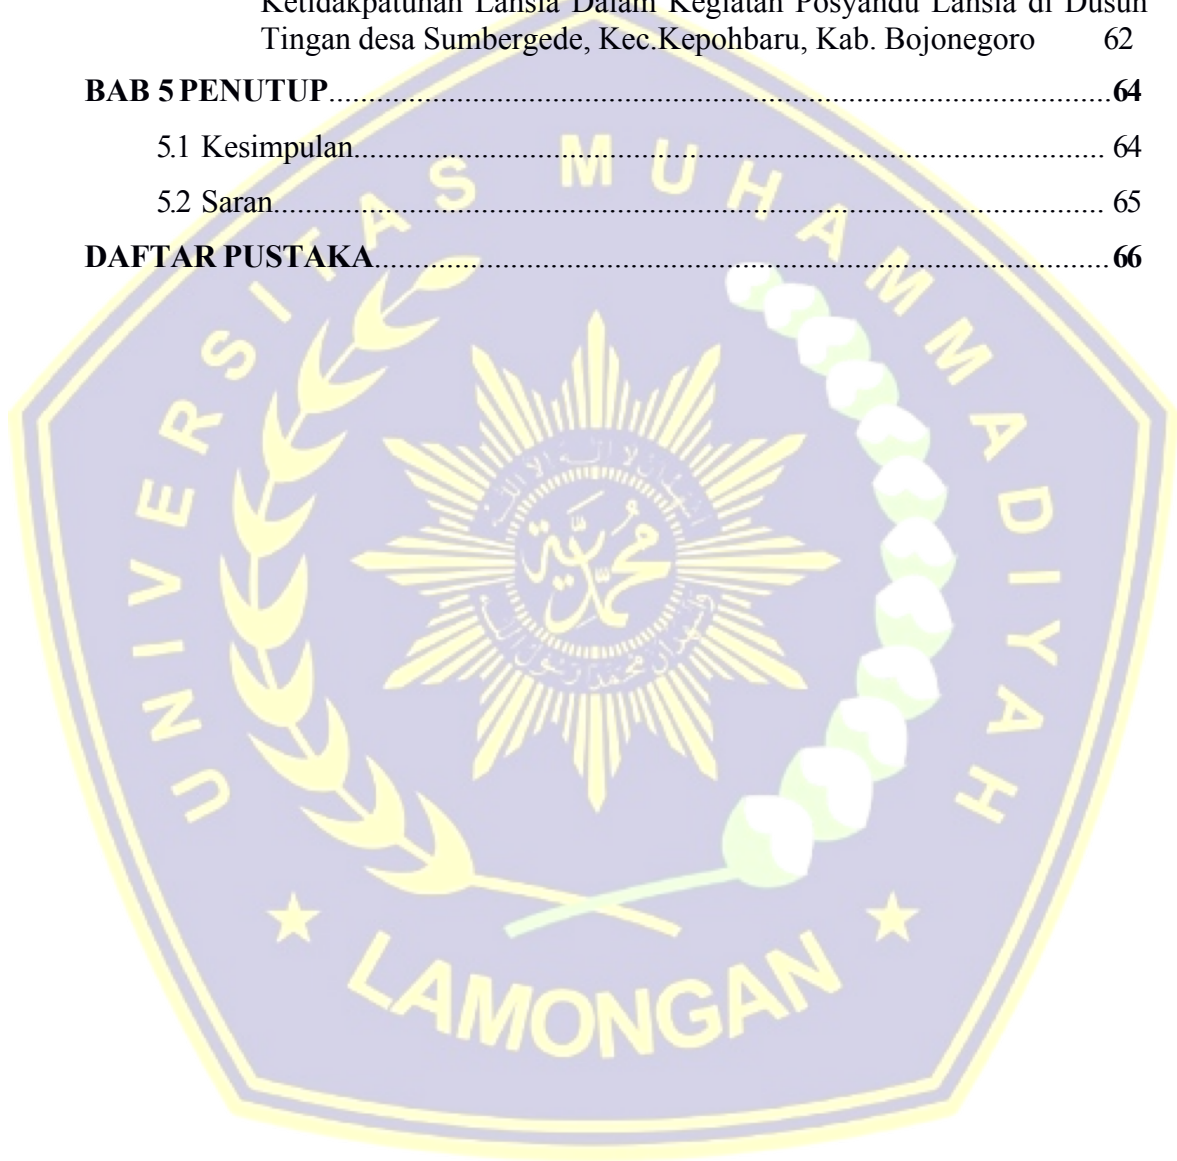 Ketidakpatuhan Lansia Dalam Kegiatan Posyandu Lansia di Dusun
Tingan desa Sumbergede, Kec.Kepohbaru, Kab. Bojonegoro 62
BAB 5 PENUTUP....................64
5.1 Kesimpulan.................... 64
5.2 Saran.................... 65
DAFTAR PUSTAKA....................66
UNIVERSITAS MUHAMMADIYAH
محمدية
LAMONGAN